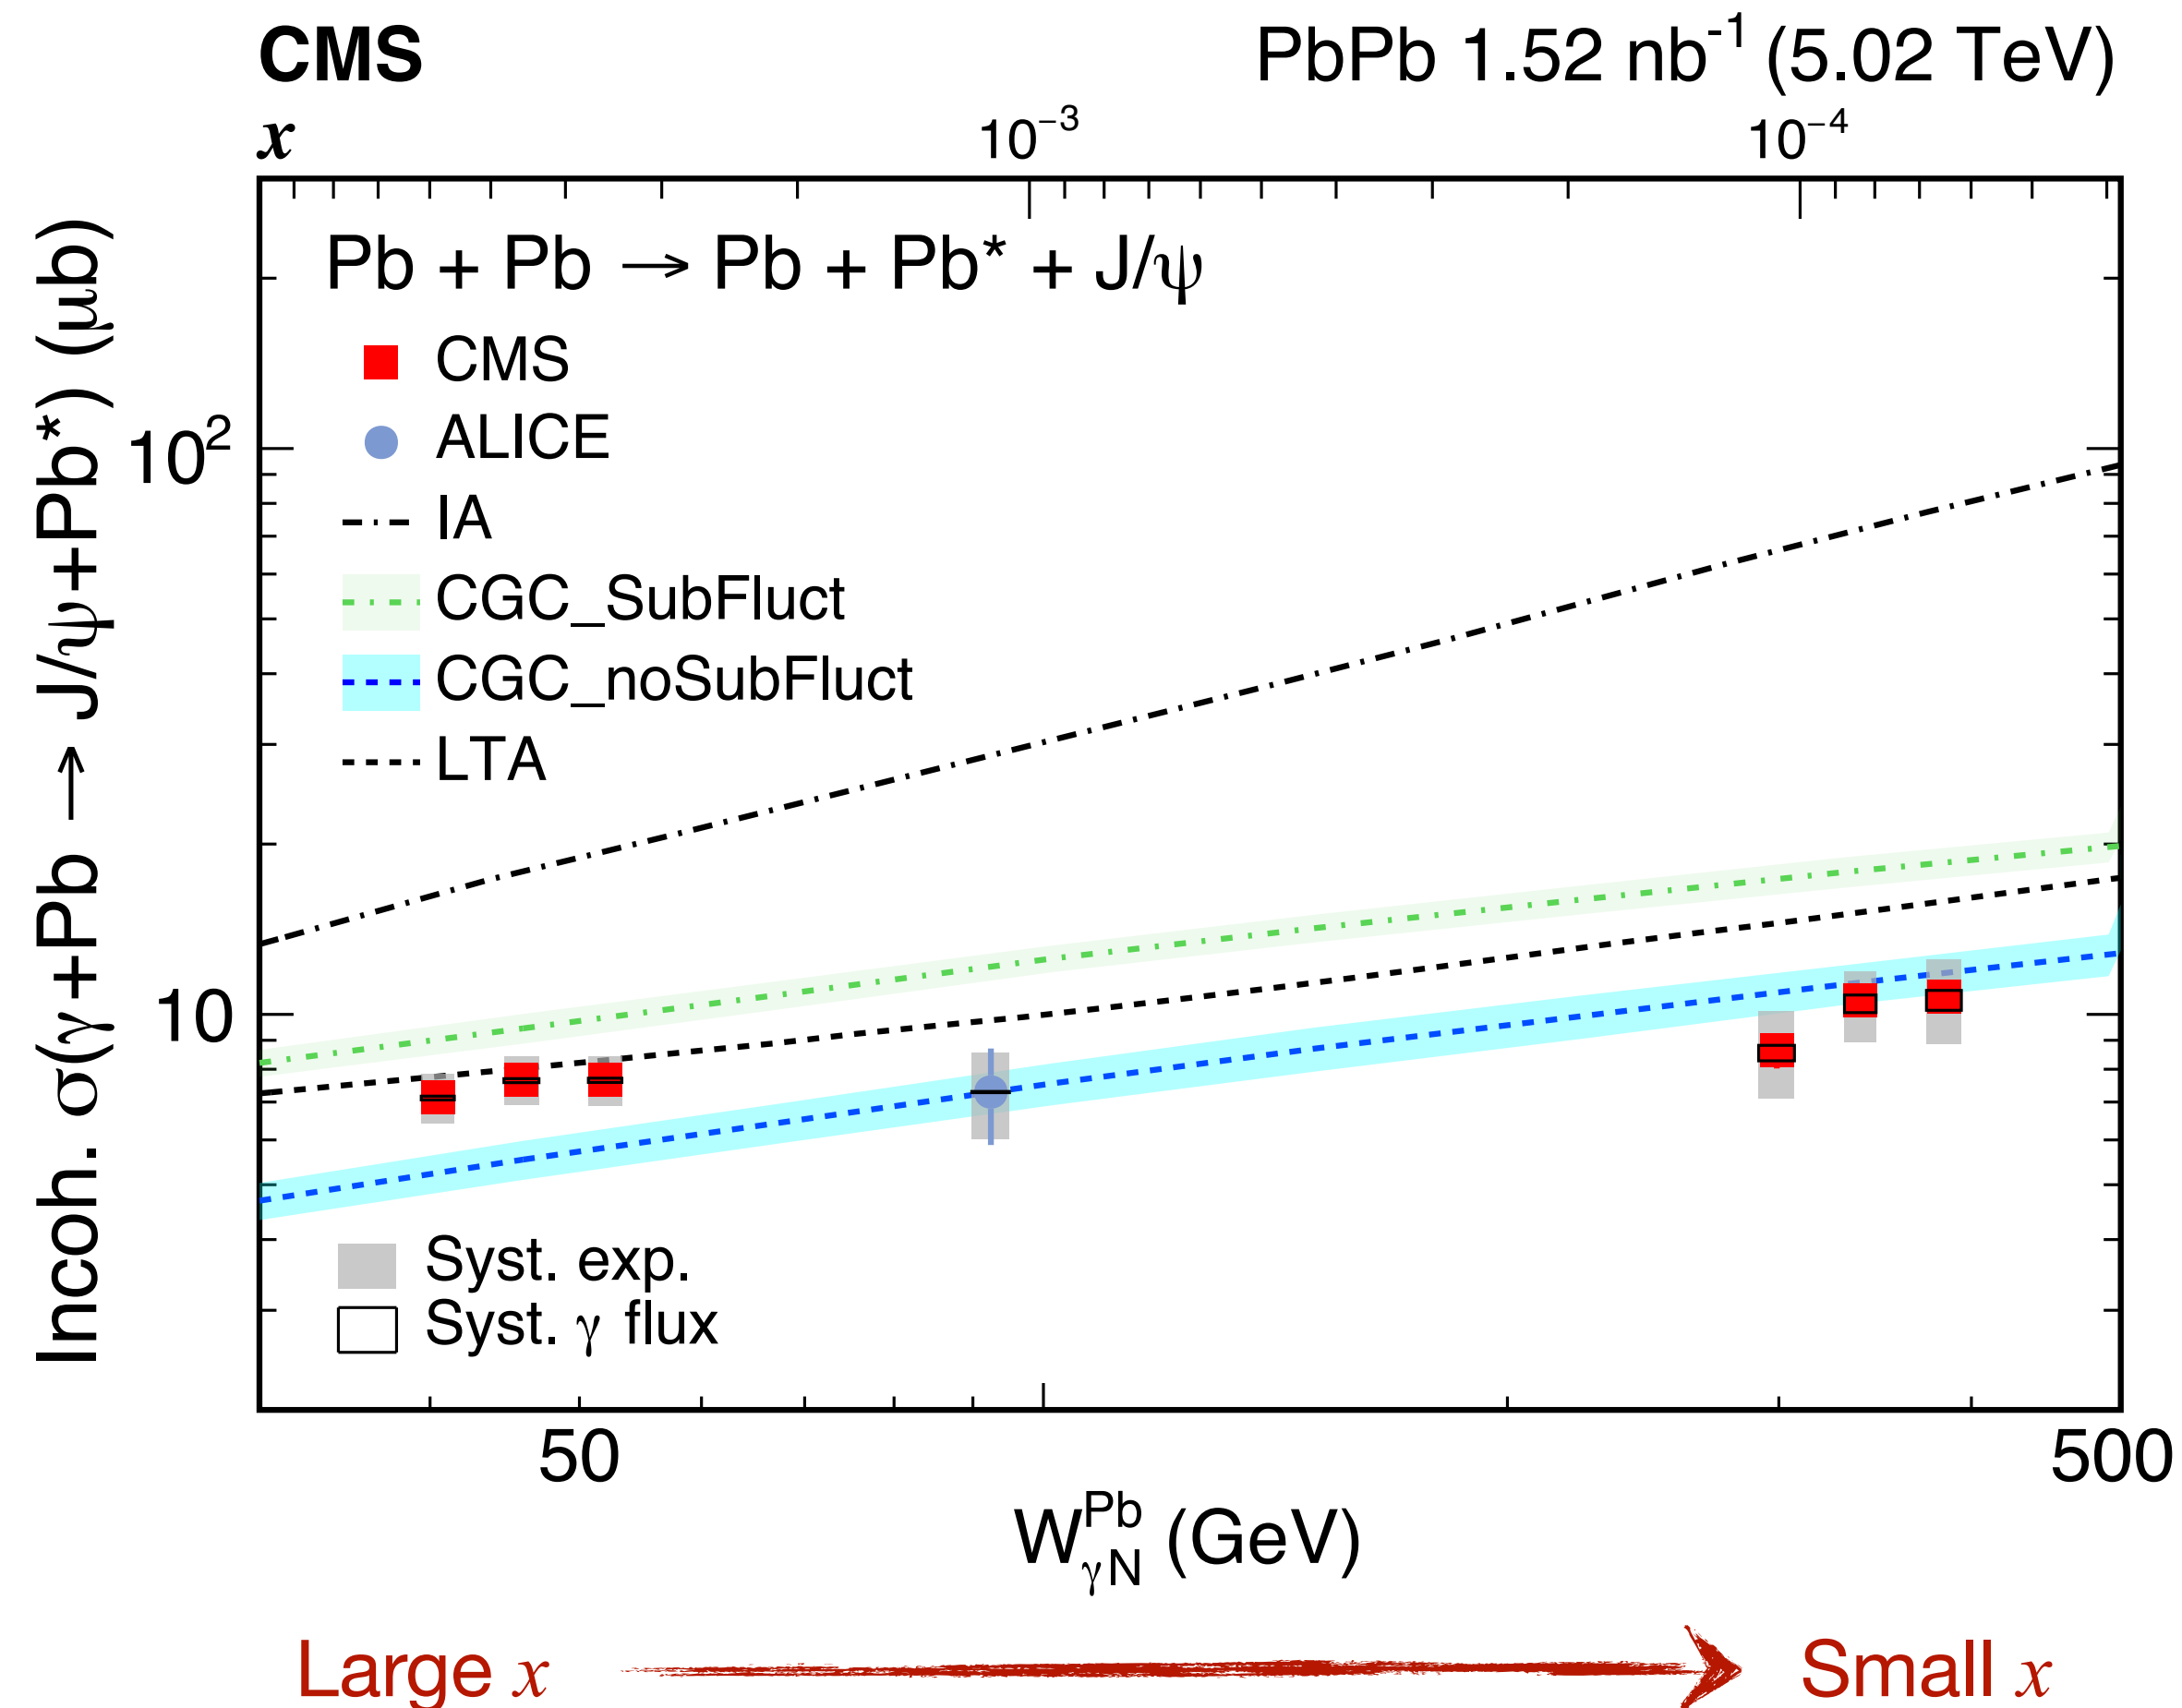 CMS PbPb 1.52 nb⁻¹ (5.02 TeV)
x 10⁻³ 10⁻⁴
Pb + Pb → Pb + Pb* + J/ψ
CMS
ALICE
IA
CGC_SubFluct
CGC_noSubFluct
LTA
Syst. exp.
Syst. γ flux
Incoh. σ(γ+Pb → J/ψ+Pb*) (μb)
10²
10
50 500
W_γN^Pb (GeV)
Large x Small x